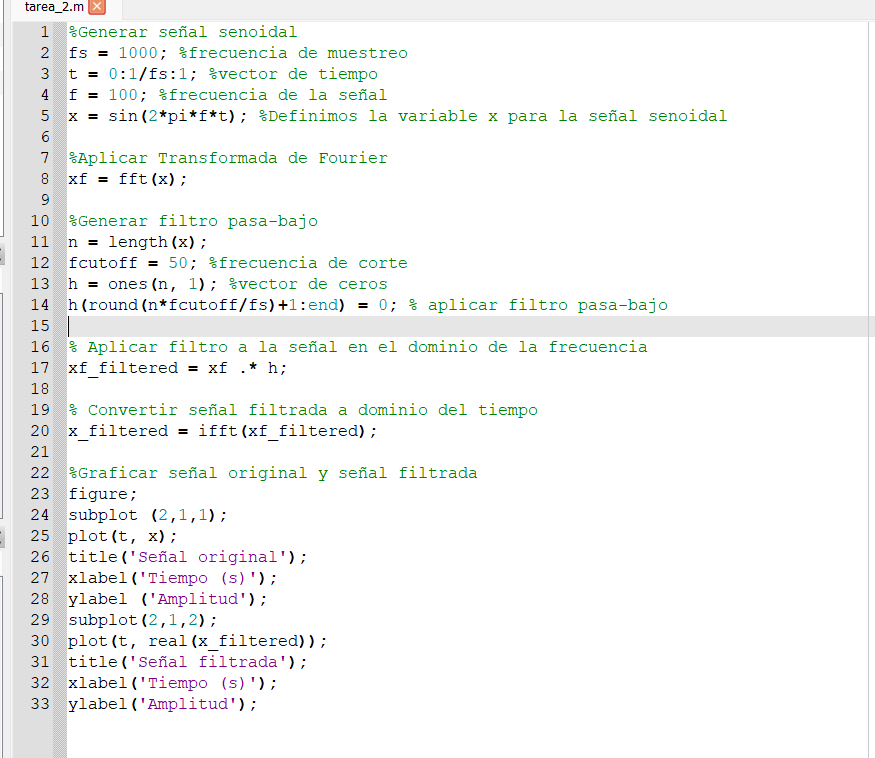 tarea_2.m
1 %Generar señal senoidal
2 fs = 1000; %frecuencia de muestreo
3 t = 0:1/fs:1; %vector de tiempo
4 f = 100; %frecuencia de la señal
5 x = sin(2*pi*f*t); %Definimos la variable x para la señal senoidal
6
7 %Aplicar Transformada de Fourier
8 xf = fft(x);
9
10 %Generar filtro pasa-bajo
11 n = length(x);
12 fcutoff = 50; %frecuencia de corte
13 h = ones(n, 1); %vector de ceros
14 h(round(n*fcutoff/fs)+1:end) = 0; % aplicar filtro pasa-bajo
15
16 % Aplicar filtro a la señal en el dominio de la frecuencia
17 xf_filtered = xf .* h;
18
19 % Convertir señal filtrada a dominio del tiempo
20 x_filtered = ifft(xf_filtered);
21
22 %Graficar señal original y señal filtrada
23 figure;
24 subplot (2,1,1);
25 plot(t, x);
26 title('Señal original');
27 xlabel('Tiempo (s)');
28 ylabel ('Amplitud');
29 subplot(2,1,2);
30 plot(t, real(x_filtered));
31 title('Señal filtrada');
32 xlabel('Tiempo (s)');
33 ylabel('Amplitud');